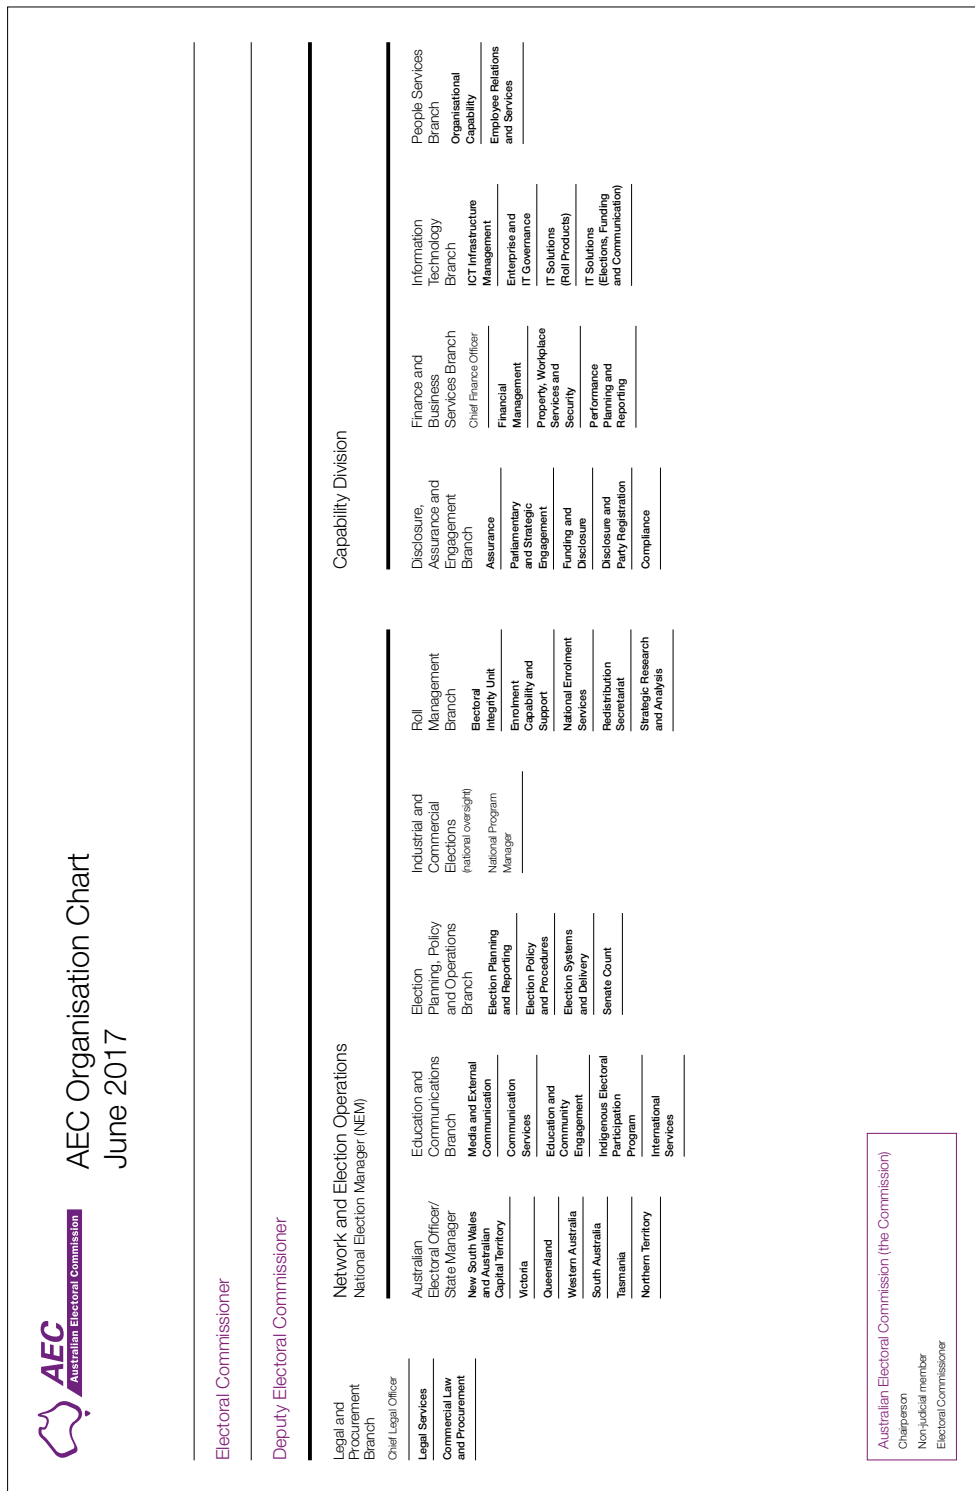 AEC
Australian Electoral Commission
AEC Organisation Chart
June 2017
Electoral Commissioner
Deputy Electoral Commissioner
Legal and
Procurement
Branch
Chief Legal Officer
Legal Services
Commercial Law
and Procurement
Network and Election Operations
National Election Manager (NEM)
Australian
Electoral Officer/
State Manager
New South Wales
and Australian
Capital Territory
Victoria
Queensland
Western Australia
South Australia
Tasmania
Northern Territory
Education and
Communications
Branch
Media and External
Communication
Communication
Services
Education and
Community
Engagement
Indigenous Electoral
Participation
Program
International
Services
Election
Planning, Policy
and Operations
Branch
Election Planning
and Reporting
Election Policy
and Procedures
Election Systems
and Delivery
Senate Count
Industrial and
Commercial
Elections
(national oversight)
National Program
Manager
Roll
Management
Branch
Electoral
Integrity Unit
Enrolment
Capability and
Support
National Enrolment
Services
Redistribution
Secretariat
Strategic Research
and Analysis
Capability Division
Disclosure,
Assurance and
Engagement
Branch
Assurance
Parliamentary
and Strategic
Engagement
Funding and
Disclosure
Disclosure and
Party Registration
Compliance
Finance and
Business
Services Branch
Chief Finance Officer
Financial
Management
Property, Workplace
Services and
Security
Performance
Planning and
Reporting
Information
Technology
Branch
ICT Infrastructure
Management
Enterprise and
IT Governance
IT Solutions
(Roll Products)
IT Solutions
(Elections, Funding
and Communication)
People Services
Branch
Organisational
Capability
Employee Relations
and Services
Australian Electoral Commission (the Commission)
Chairperson
Non-judicial member
Electoral Commissioner